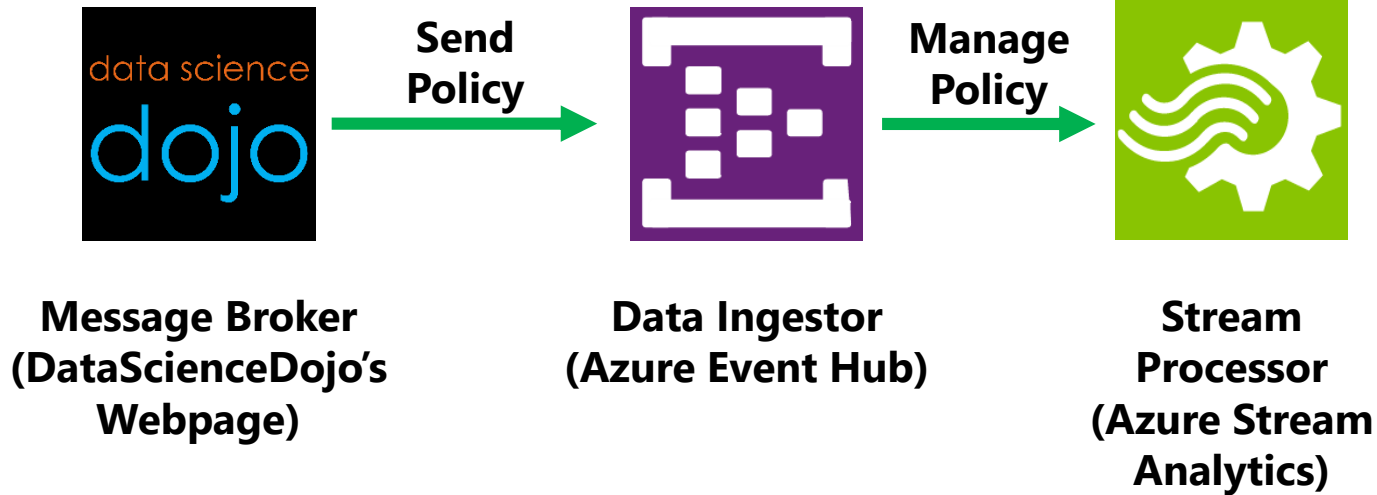 data science
dojo
Send
Policy
Manage
Policy
Message Broker
(DataScienceDojo’s
Webpage)
Data Ingestor
(Azure Event Hub)
Stream
Processor
(Azure Stream
Analytics)